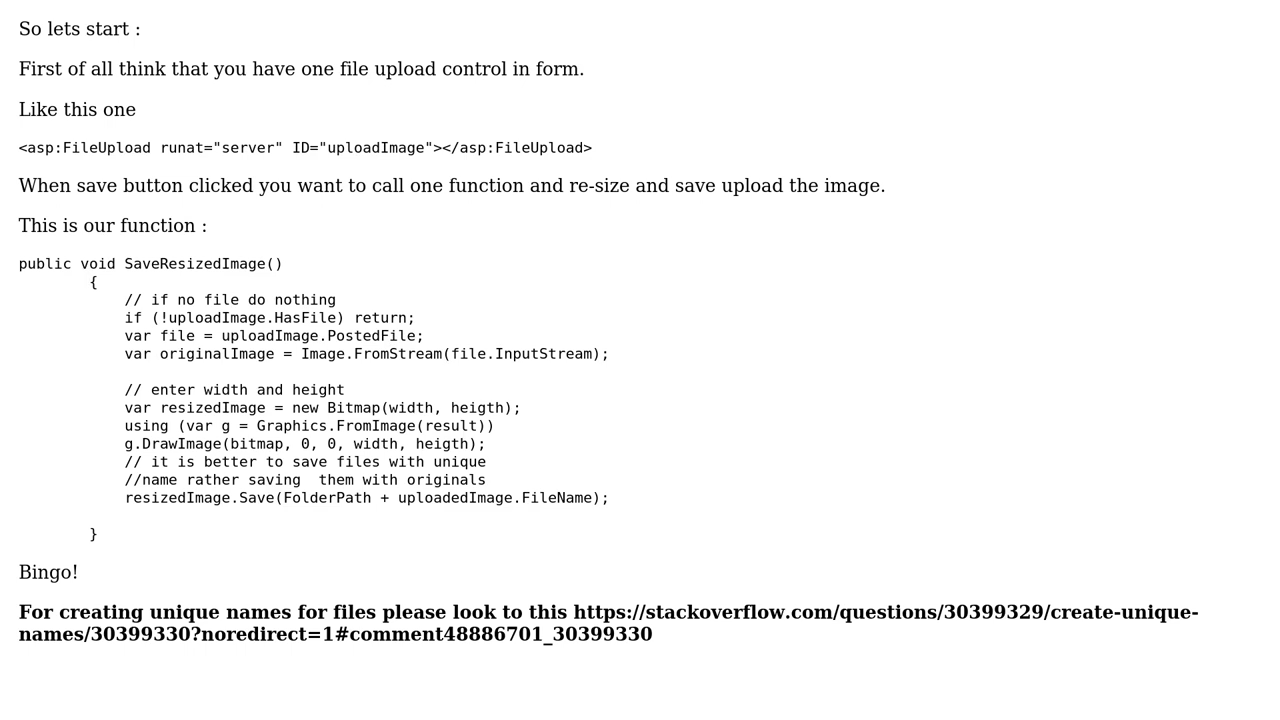 So lets start :
First of all think that you have one file upload control in form.
Like this one
<asp:FileUpload runat="server" ID="uploadImage"></asp:FileUpload>
When save button clicked you want to call one function and re-size and save upload the image.
This is our function :
public void SaveResizedImage()
        {
            // if no file do nothing
            if (!uploadImage.HasFile) return;
            var file = uploadImage.PostedFile;
            var originalImage = Image.FromStream(file.InputStream);

            // enter width and height
            var resizedImage = new Bitmap(width, heigth);
            using (var g = Graphics.FromImage(result))
            g.DrawImage(bitmap, 0, 0, width, heigth);
            // it is better to save files with unique
            //name rather saving  them with originals
            resizedImage.Save(FolderPath + uploadedImage.FileName);

        }
Bingo!
For creating unique names for files please look to this https://stackoverflow.com/questions/30399329/create-unique-
names/30399330?noredirect=1#comment48886701_30399330